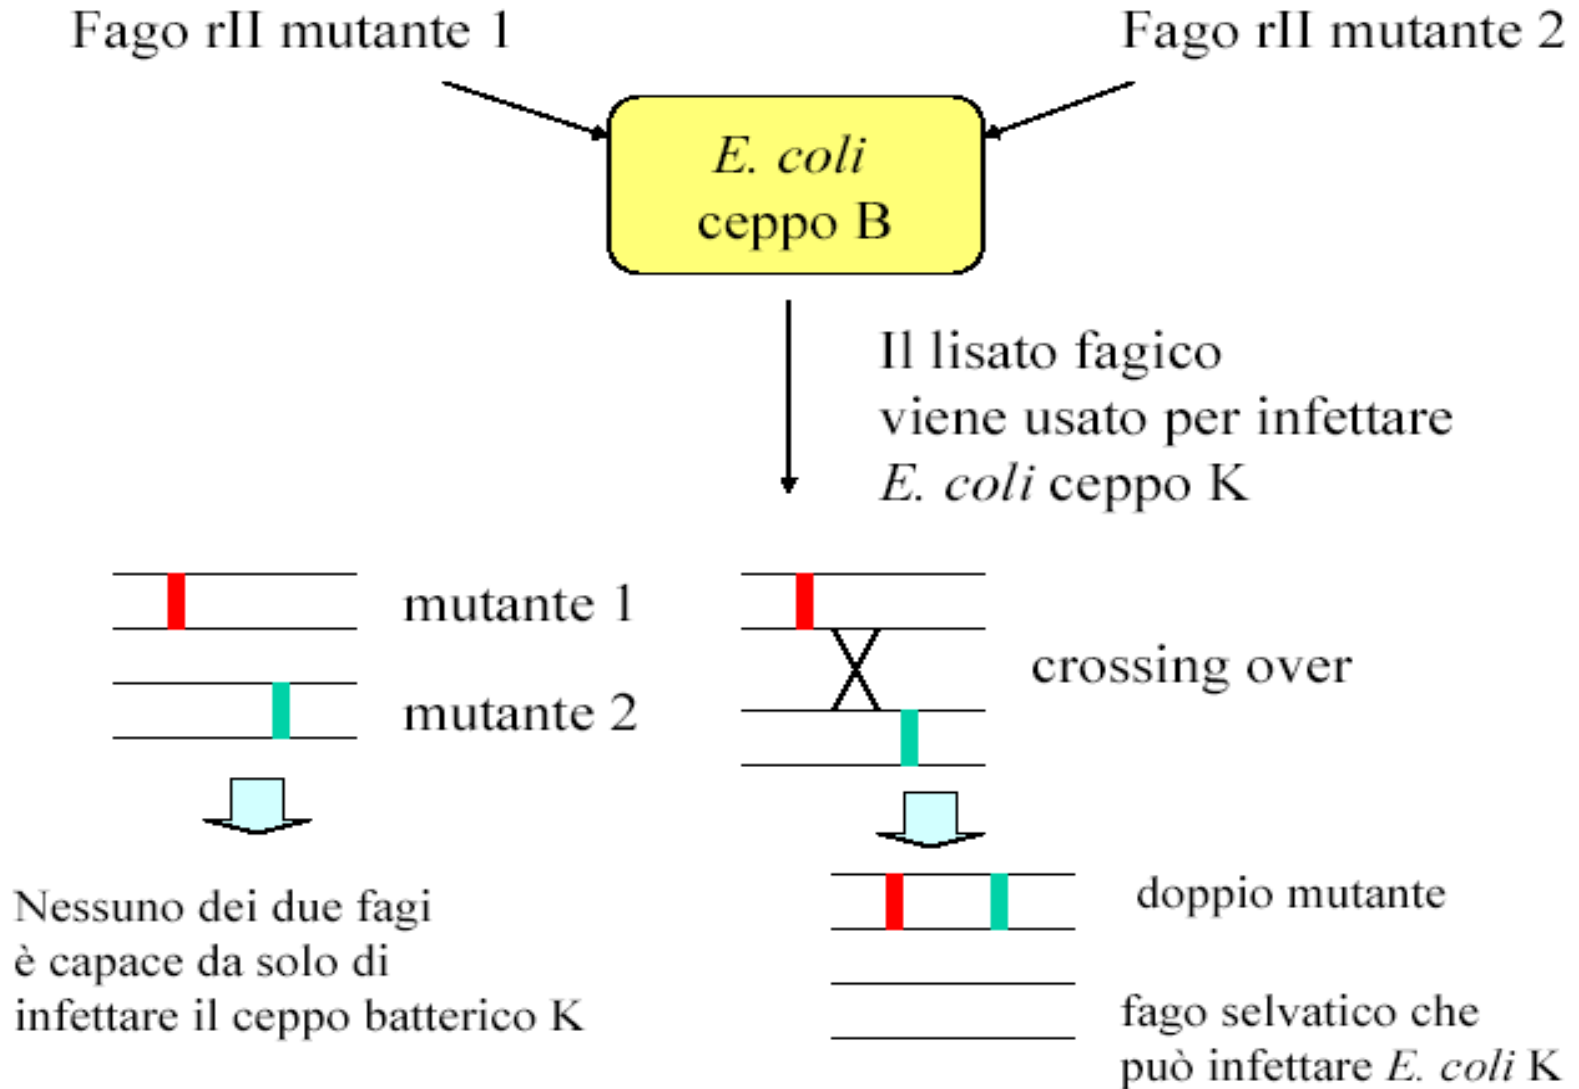 Fago rII mutante 1
Fago rII mutante 2
E. coli
ceppo B
Il lisato fagico
viene usato per infettare
E. coli ceppo K
mutante 1
mutante 2
Nessuno dei due fagi
è capace da solo di
infettare il ceppo batterico K
crossing over
doppio mutante
fago selvatico che
può infettare E. coli K